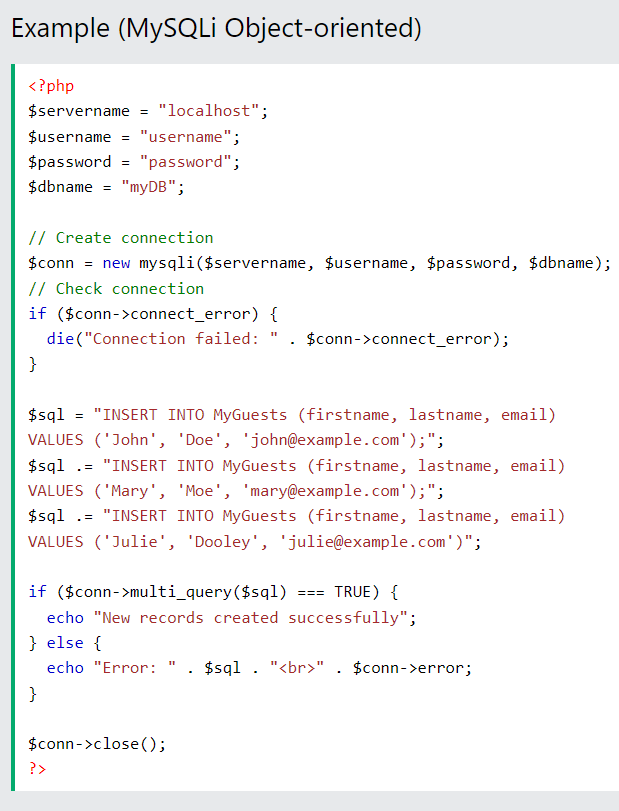 Example (MySQLi Object-oriented)
<?php
$servername = "localhost";
$username = "username";
$password = "password";
$dbname = "myDB";
// Create connection
$conn = new mysqli($servername, $username, $password, $dbname);
// Check connection
if ($conn->connect_error) {
  die("Connection failed: " . $conn->connect_error);
}
$sql = "INSERT INTO MyGuests (firstname, lastname, email)
VALUES ('John', 'Doe', 'john@example.com');";
$sql .= "INSERT INTO MyGuests (firstname, lastname, email)
VALUES ('Mary', 'Moe', 'mary@example.com');";
$sql .= "INSERT INTO MyGuests (firstname, lastname, email)
VALUES ('Julie', 'Dooley', 'julie@example.com')";
if ($conn->multi_query($sql) === TRUE) {
  echo "New records created successfully";
} else {
  echo "Error: " . $sql . "<br>" . $conn->error;
}
$conn->close();
?>